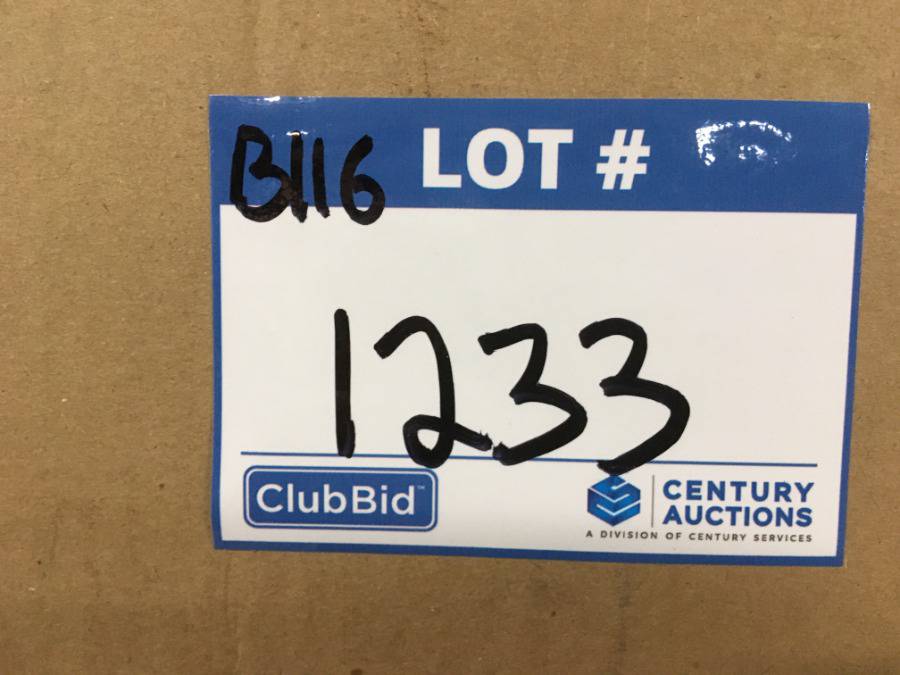 B116 LOT #
1233
ClubBid™
CENTURY
AUCTIONS
A DIVISION OF CENTURY SERVICES